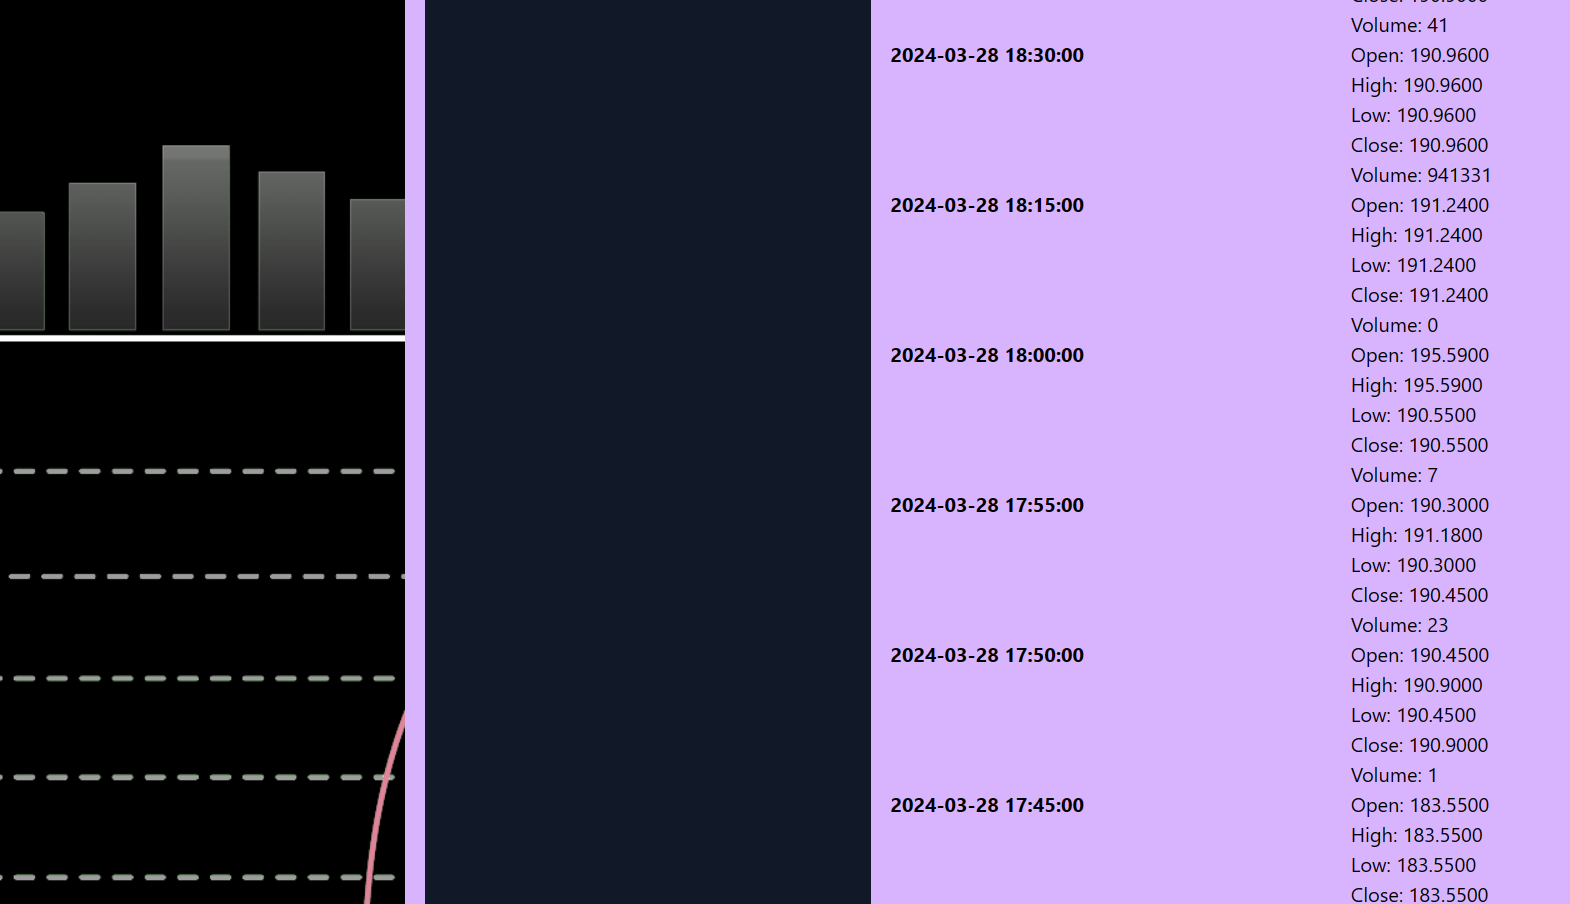 Volume: 41
2024-03-28 18:30:00 Open: 190.9600
High: 190.9600
Low: 190.9600
Close: 190.9600
Volume: 941331
2024-03-28 18:15:00 Open: 191.2400
High: 191.2400
Low: 191.2400
Close: 191.2400
Volume: 0
2024-03-28 18:00:00 Open: 195.5900
High: 195.5900
Low: 190.5500
Close: 190.5500
Volume: 7
2024-03-28 17:55:00 Open: 190.3000
High: 191.1800
Low: 190.3000
Close: 190.4500
Volume: 23
2024-03-28 17:50:00 Open: 190.4500
High: 190.9000
Low: 190.4500
Close: 190.9000
Volume: 1
2024-03-28 17:45:00 Open: 183.5500
High: 183.5500
Low: 183.5500
Close: 183.5500